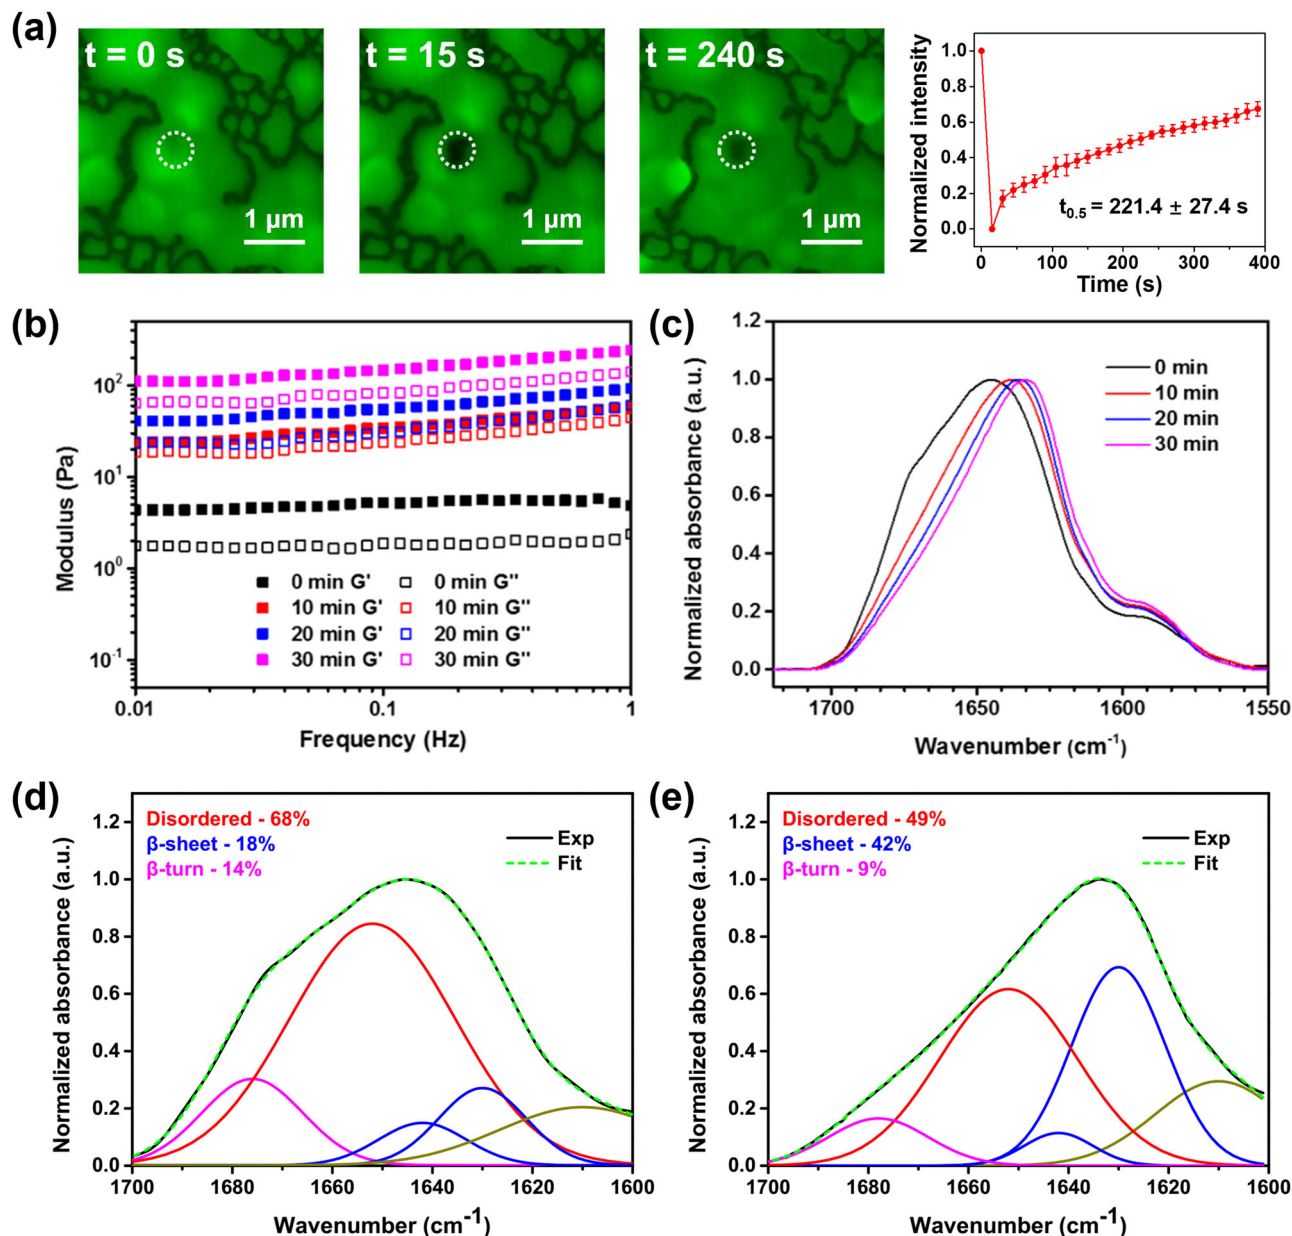 (a)
t = 0 s
t = 15 s
t = 240 s
1 μm
1 μm
1 μm
Normalized intensity
1.0
0.8
0.6
0.4
0.2
0.0
t0.5 = 221.4 ± 27.4 s
0 100 200 300 400
Time (s)
(b)
Modulus (Pa)
10²
10¹
10⁰
10⁻¹
0 min G' 0 min G''
10 min G' 10 min G''
20 min G' 20 min G''
30 min G' 30 min G''
0.01 0.1 1
Frequency (Hz)
(c)
Normalized absorbance (a.u.)
1.2
1.0
0.8
0.6
0.4
0.2
0.0
0 min
10 min
20 min
30 min
1700 1650 1600 1550
Wavenumber (cm⁻¹)
(d)
Normalized absorbance (a.u.)
1.2
1.0
0.8
0.6
0.4
0.2
0.0
Disordered - 68%
β-sheet - 18%
β-turn - 14%
Exp
Fit
1700 1680 1660 1640 1620 1600
Wavenumber (cm⁻¹)
(e)
Normalized absorbance (a.u.)
1.2
1.0
0.8
0.6
0.4
0.2
0.0
Disordered - 49%
β-sheet - 42%
β-turn - 9%
Exp
Fit
1700 1680 1660 1640 1620 1600
Wavenumber (cm⁻¹)